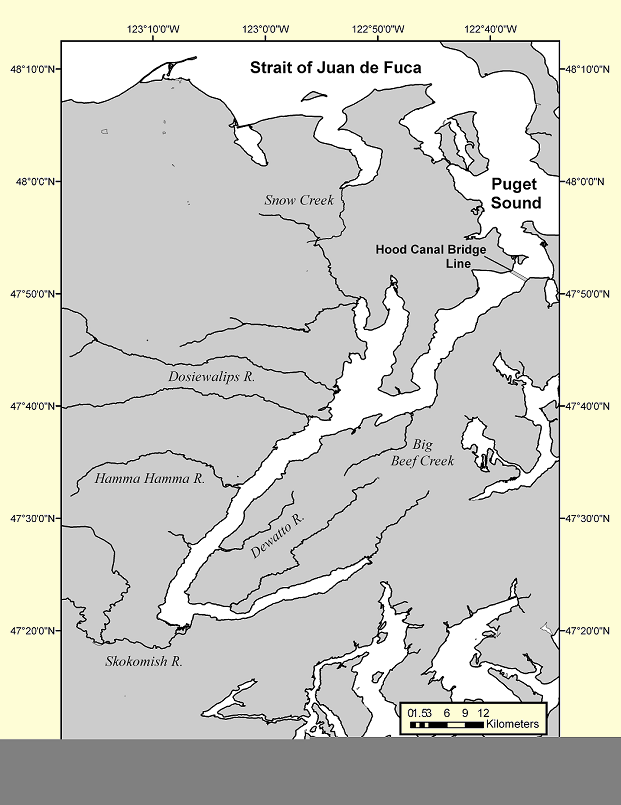 123°10'0"W 123°0'0"W 122°50'0"W 122°40'0"W
48°10'0"N 48°10'0"N
Strait of Juan de Fuca
48°0'0"N 48°0'0"N
Puget
Sound
Snow Creek
Hood Canal Bridge
Line
47°50'0"N 47°50'0"N
Dosiewalips R.
47°40'0"N 47°40'0"N
Big
Beef Creek
Hamma Hamma R.
47°30'0"N 47°30'0"N
Dewatto R.
47°20'0"N 47°20'0"N
Skokomish R.
0 1.5 3 6 9 12
Kilometers